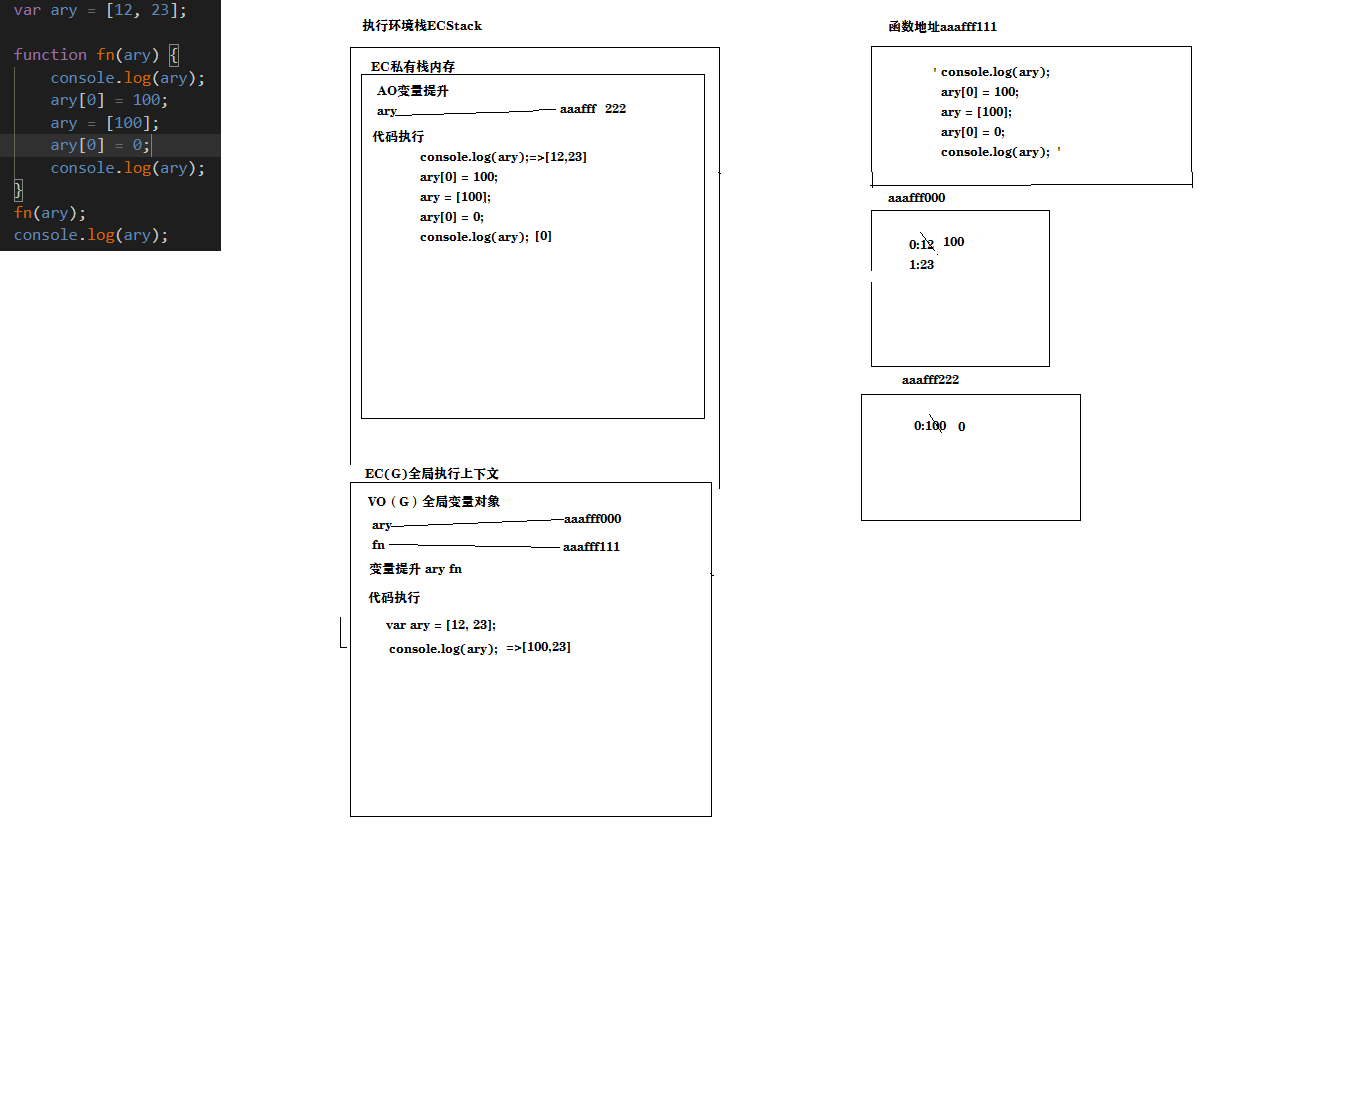 var ary = [12, 23];
function fn(ary) {
console.log(ary);
ary[0] = 100;
ary = [100];
ary[0] = 0;
console.log(ary);
}
fn(ary);
console.log(ary);
执行环境栈ECStack
EC私有栈内存
AO变量提升
ary aaafff 222
代码执行
console.log(ary);=>[12,23]
ary[0] = 100;
ary = [100];
ary[0] = 0;
console.log(ary); [0]
EC(G)全局执行上下文
VO（G）全局变量对象
ary aaafff000
fn aaafff111
变量提升 ary fn
代码执行
var ary = [12, 23];
console.log(ary); =>[100,23]
函数地址aaafff111
' console.log(ary);
ary[0] = 100;
ary = [100];
ary[0] = 0;
console.log(ary); '
aaafff000
0:12 100
1:23
aaafff222
0:100 0